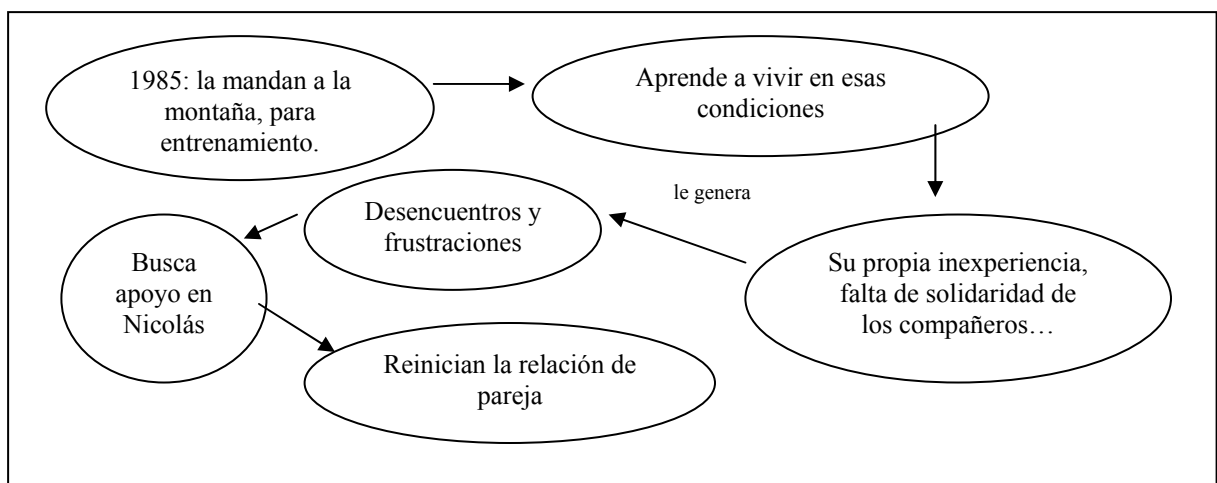 1985: la mandan a la
montaña, para
entrenamiento.
Aprende a vivir en esas
condiciones
Su propia inexperiencia,
falta de solidaridad de
los compañeros…
le genera
Desencuentros y
frustraciones
Busca
apoyo en
Nicolás
Reinician la relación de
pareja